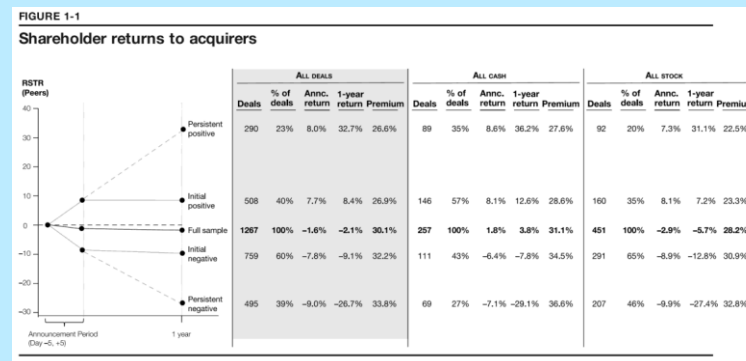 FIGURE 1-1
Shareholder returns to acquirers
ALL DEALS ALL CASH ALL STOCK
RSTR
(Peers)
Deals % of deals Annc. return 1-year return Premium Deals % of deals Annc. return 1-year return Premium Deals % of deals Annc. return 1-year return
40
30
20
10
0
−10
−20
−30
Persistent positive 290 23% 8.0% 32.7% 26.6% 89 35% 8.6% 36.2% 27.6% 92 20% 7.3% 31.1% 22.5%
Initial positive 508 40% 7.7% 8.4% 26.9% 146 57% 8.1% 12.6% 28.6% 160 35% 8.1% 7.2% 23.3%
Full sample 1267 100% −1.6% −2.1% 30.1% 257 100% 1.8% 3.8% 31.1% 451 100% −2.9% −5.7% 28.2%
Initial negative 759 60% −7.8% −9.1% 32.2% 111 43% −6.4% −7.8% 34.5% 291 65% −8.9% −12.8% 30.9%
Persistent negative 495 39% −9.0% −26.7% 33.8% 69 27% −7.1% −29.1% 36.6% 207 46% −9.9% −27.4% 32.8%
Announcement Period
(Day −5, +5)
1 year